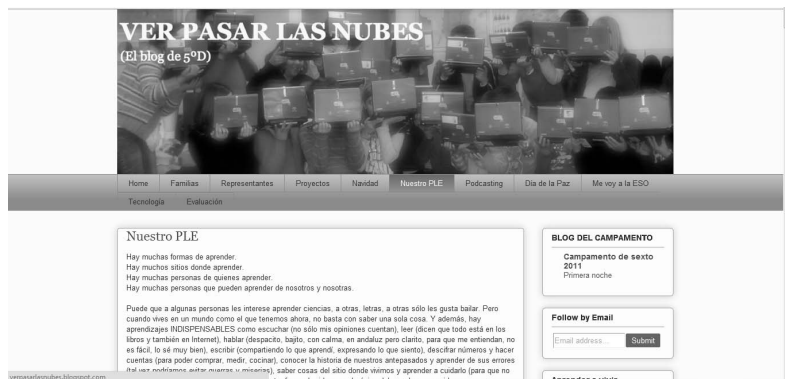 VER PASAR LAS NUBES
(El blog de 5ºD)
Home Familias Representantes Proyectos Navidad Nuestro PLE Podcasting Día de la Paz Me voy a la ESO
Tecnología Evaluación
Nuestro PLE
Hay muchas formas de aprender.
Hay muchos sitios donde aprender.
Hay muchas personas de quienes aprender.
Hay muchas personas que pueden aprender de nosotros y nosotras.
Puede que a algunas personas les interese aprender ciencias, a otras, letras, a otras sólo les gusta bailar. Pero
cuando vives en un mundo como el que tenemos ahora, no basta con saber una sola cosa. Y además, hay
aprendizajes INDISPENSABLES como escuchar (no sólo mis opiniones cuentan), leer (dicen que todo está en los
libros y también en Internet), hablar (despacito, bajito, con calma, en andaluz pero clarito, para que me entiendan, no
es fácil, lo sé muy bien), escribir (compartiendo lo que aprendí, expresando lo que siento), descifrar números y hacer
cuentas (para poder comprar, medir, cocinar), conocer la historia de nuestros antepasados y aprender de sus errores
(tal vez podríamos evitar guerras y miserias), saber cosas del sitio donde vivimos y aprender a cuidarlo (para que no
BLOG DEL CAMPAMENTO
Campamento de sexto
2011
Primera noche
Follow by Email
Email address... Submit
Aprender a vivir
verpasarlasnubes.blogspot.com